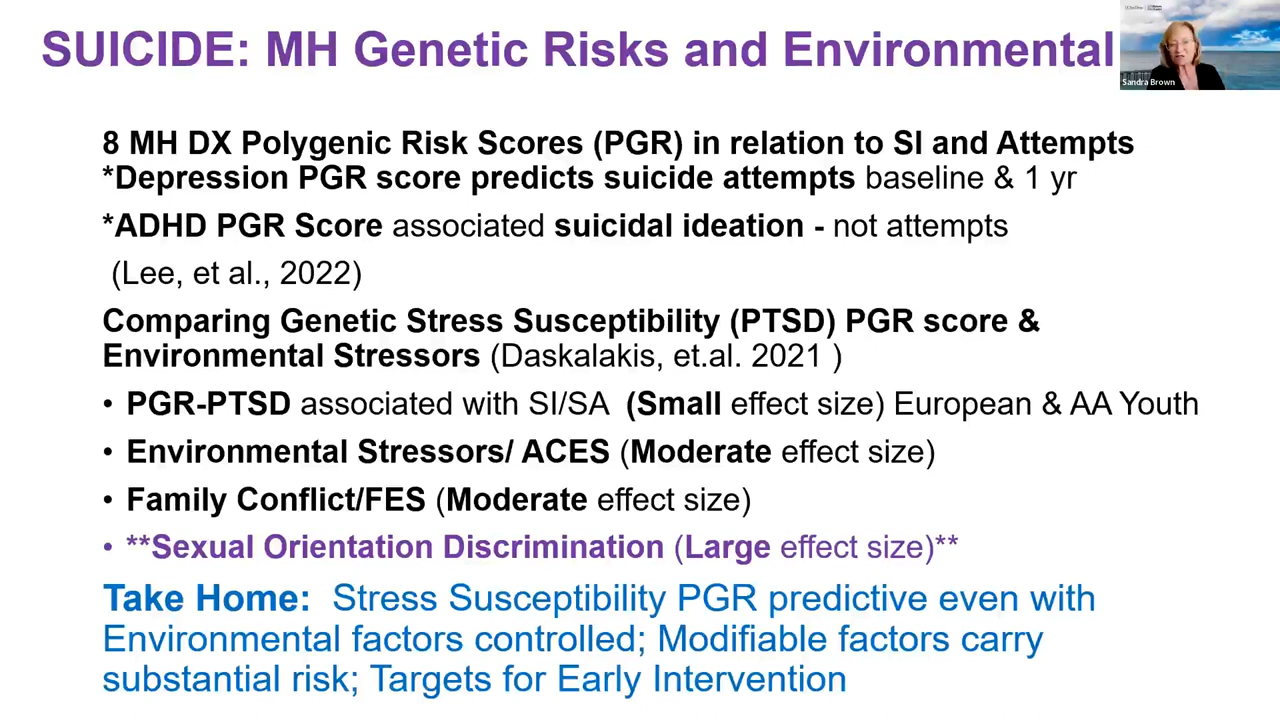 SUICIDE: MH Genetic Risks and Environmental
Sandra Brown
8 MH DX Polygenic Risk Scores (PGR) in relation to SI and Attempts
*Depression PGR score predicts suicide attempts baseline & 1 yr
*ADHD PGR Score associated suicidal ideation - not attempts
(Lee, et al., 2022)
Comparing Genetic Stress Susceptibility (PTSD) PGR score &
Environmental Stressors (Daskalakis, et.al. 2021 )
• PGR-PTSD associated with SI/SA (Small effect size) European & AA Youth
• Environmental Stressors/ ACES (Moderate effect size)
• Family Conflict/FES (Moderate effect size)
• **Sexual Orientation Discrimination (Large effect size)**
Take Home: Stress Susceptibility PGR predictive even with
Environmental factors controlled; Modifiable factors carry
substantial risk; Targets for Early Intervention